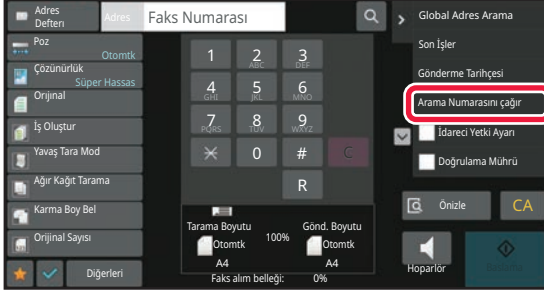 Adres
Defteri
Adres
Faks Numarası
Poz
Otomtk
Çözünürlük
Süper Hassas
Orijinal
İş Oluştur
Yavaş Tara Mod
Ağır Kağıt Tarama
Karma Boy Bel
Orijinal Sayısı
Diğerleri
1
2
ABC
3
DEF
4
GHI
5
JKL
6
MNO
7
PQRS
8
TUV
9
WXYZ
0
#
C
R
Tarama Boyutu
Gönd. Boyutu
Otomtk
100%
Otomtk
A4
A4
Faks alım belleği:
0%
Global Adres Arama
Son İşler
Gönderme Tarihçesi
Arama Numarasını çağır
İdareci Yetki Ayarı
Doğrulama Mührü
Önizle
CA
Hoparlör